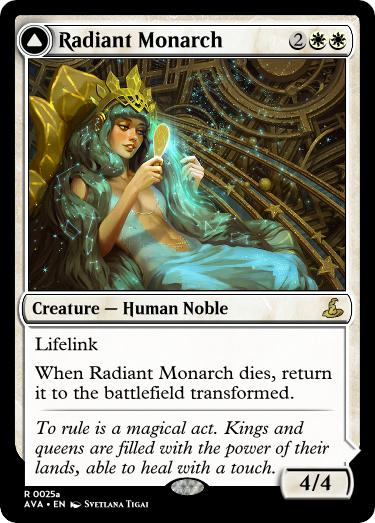 Radiant Monarch 2
Creature — Human Noble
Lifelink
When Radiant Monarch dies, return
it to the battlefield transformed.
To rule is a magical act. Kings and
queens are filled with the power of their
lands, able to heal with a touch.
4/4
R 0025a
AVA • EN Svetlana Tigai